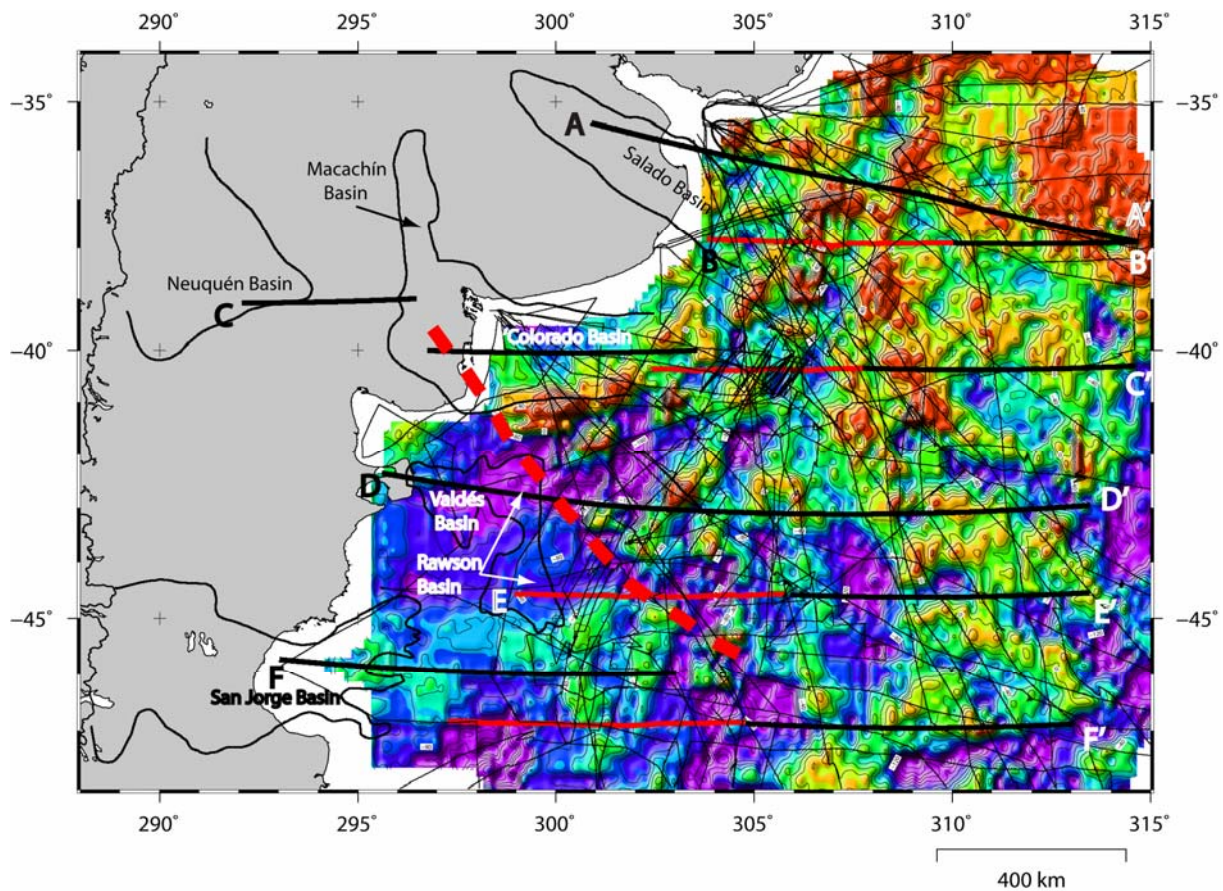 290° 295° 300° 305° 310° 315°
−35° −35°
A
Macachín
Basin
Salado Basin
A'
B
B'
Neuquén Basin
C
Colorado Basin
−40° −40°
C'
D
Valdés
Basin
D'
Rawson
Basin
E
E'
−45° −45°
F
San Jorge Basin
F'
290° 295° 300° 305° 310° 315°
400 km